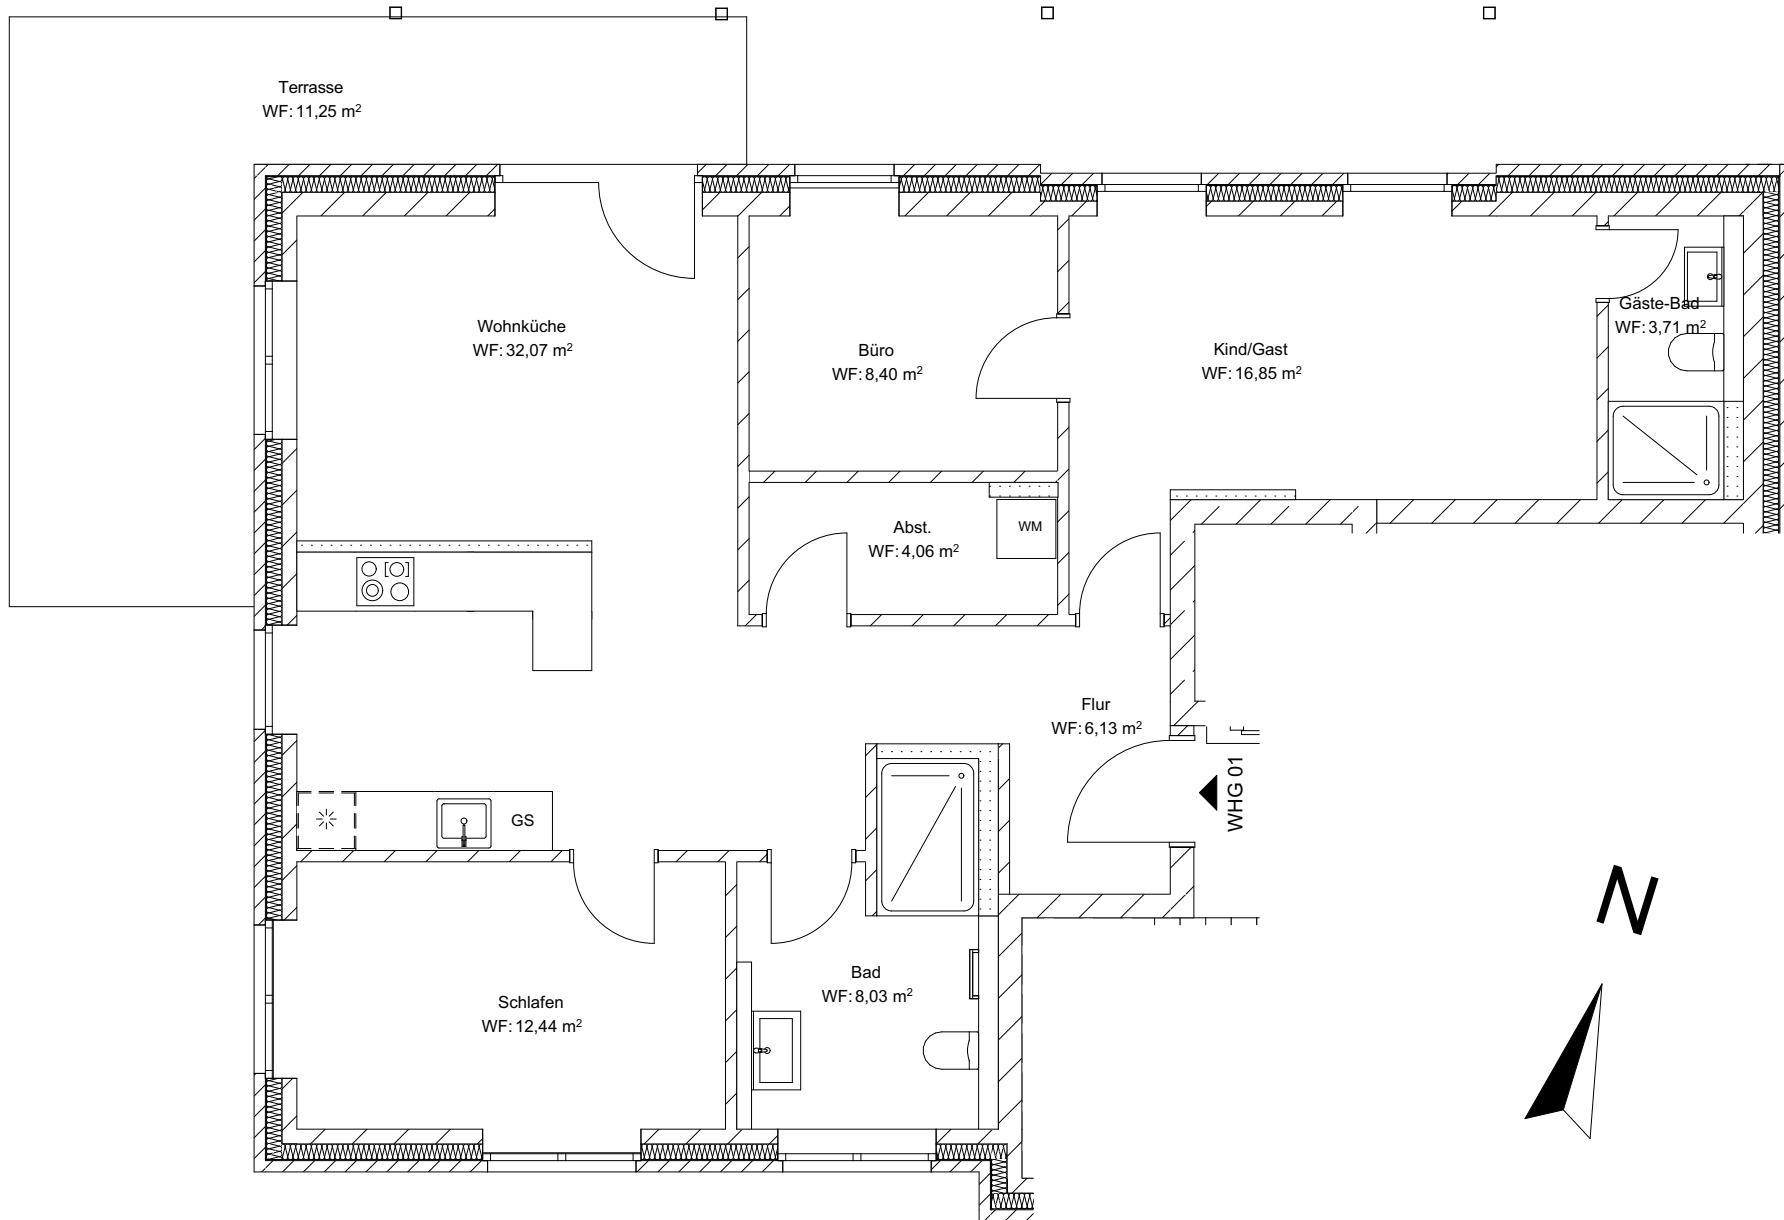 Terrasse
WF: 11,25 m²
Wohnküche
WF: 32,07 m²
Büro
WF: 8,40 m²
Kind/Gast
WF: 16,85 m²
Gäste-Bad
WF: 3,71 m²
Abst.
WF: 4,06 m²
WM
Flur
WF: 6,13 m²
WHG 01
GS
Schlafen
WF: 12,44 m²
Bad
WF: 8,03 m²
N